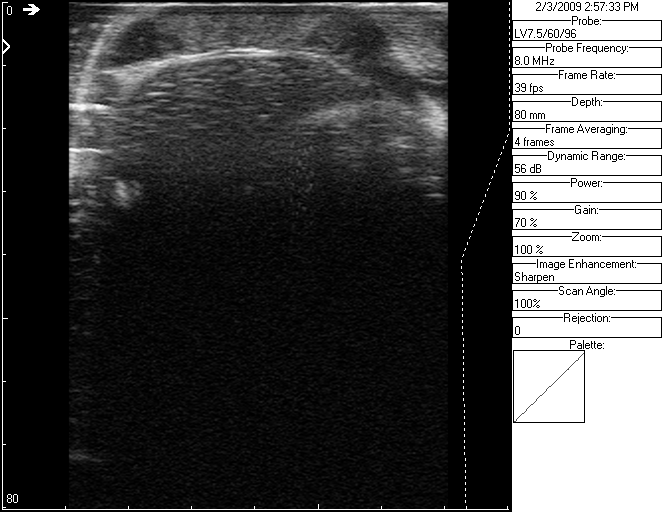 0
80
2/3/2009 2:57:33 PM
Probe:
LV7.5/60/96
Probe Frequency:
8.0 MHz
Frame Rate:
39 fps
Depth:
80 mm
Frame Averaging:
4 frames
Dynamic Range:
56 dB
Power:
90 %
Gain:
70 %
Zoom:
100 %
Image Enhancement:
Sharpen
Scan Angle:
100%
Rejection:
0
Palette: